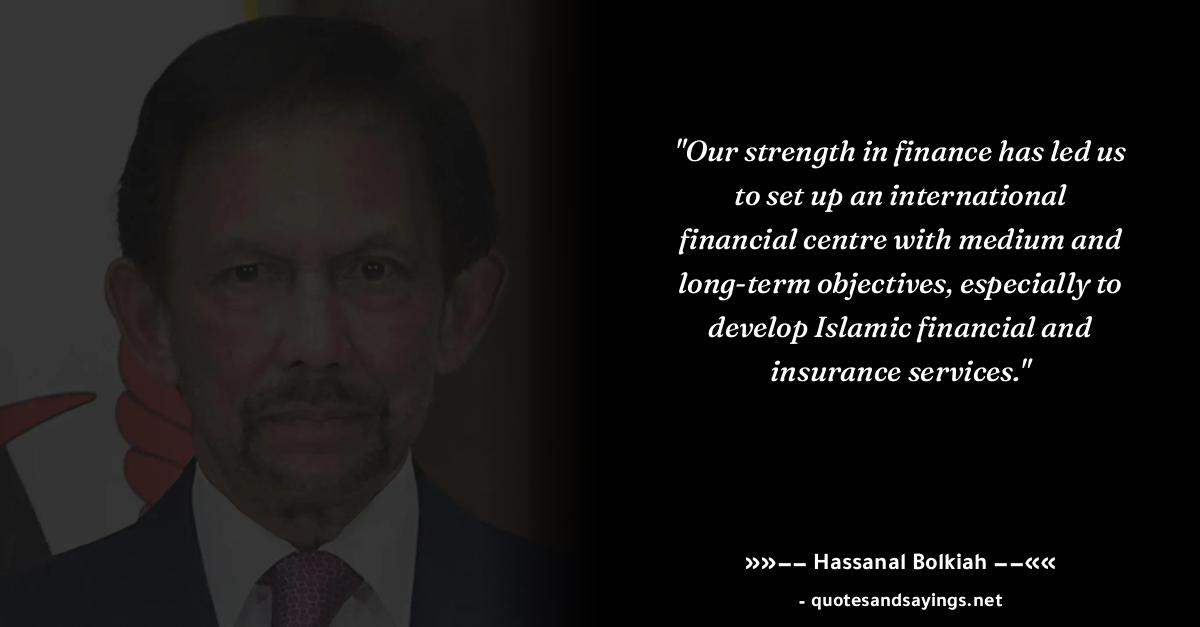 "Our strength in finance has led us
to set up an international
financial centre with medium and
long-term objectives, especially to
develop Islamic financial and
insurance services."
»»−− Hassanal Bolkiah −−««
- quotesandsayings.net